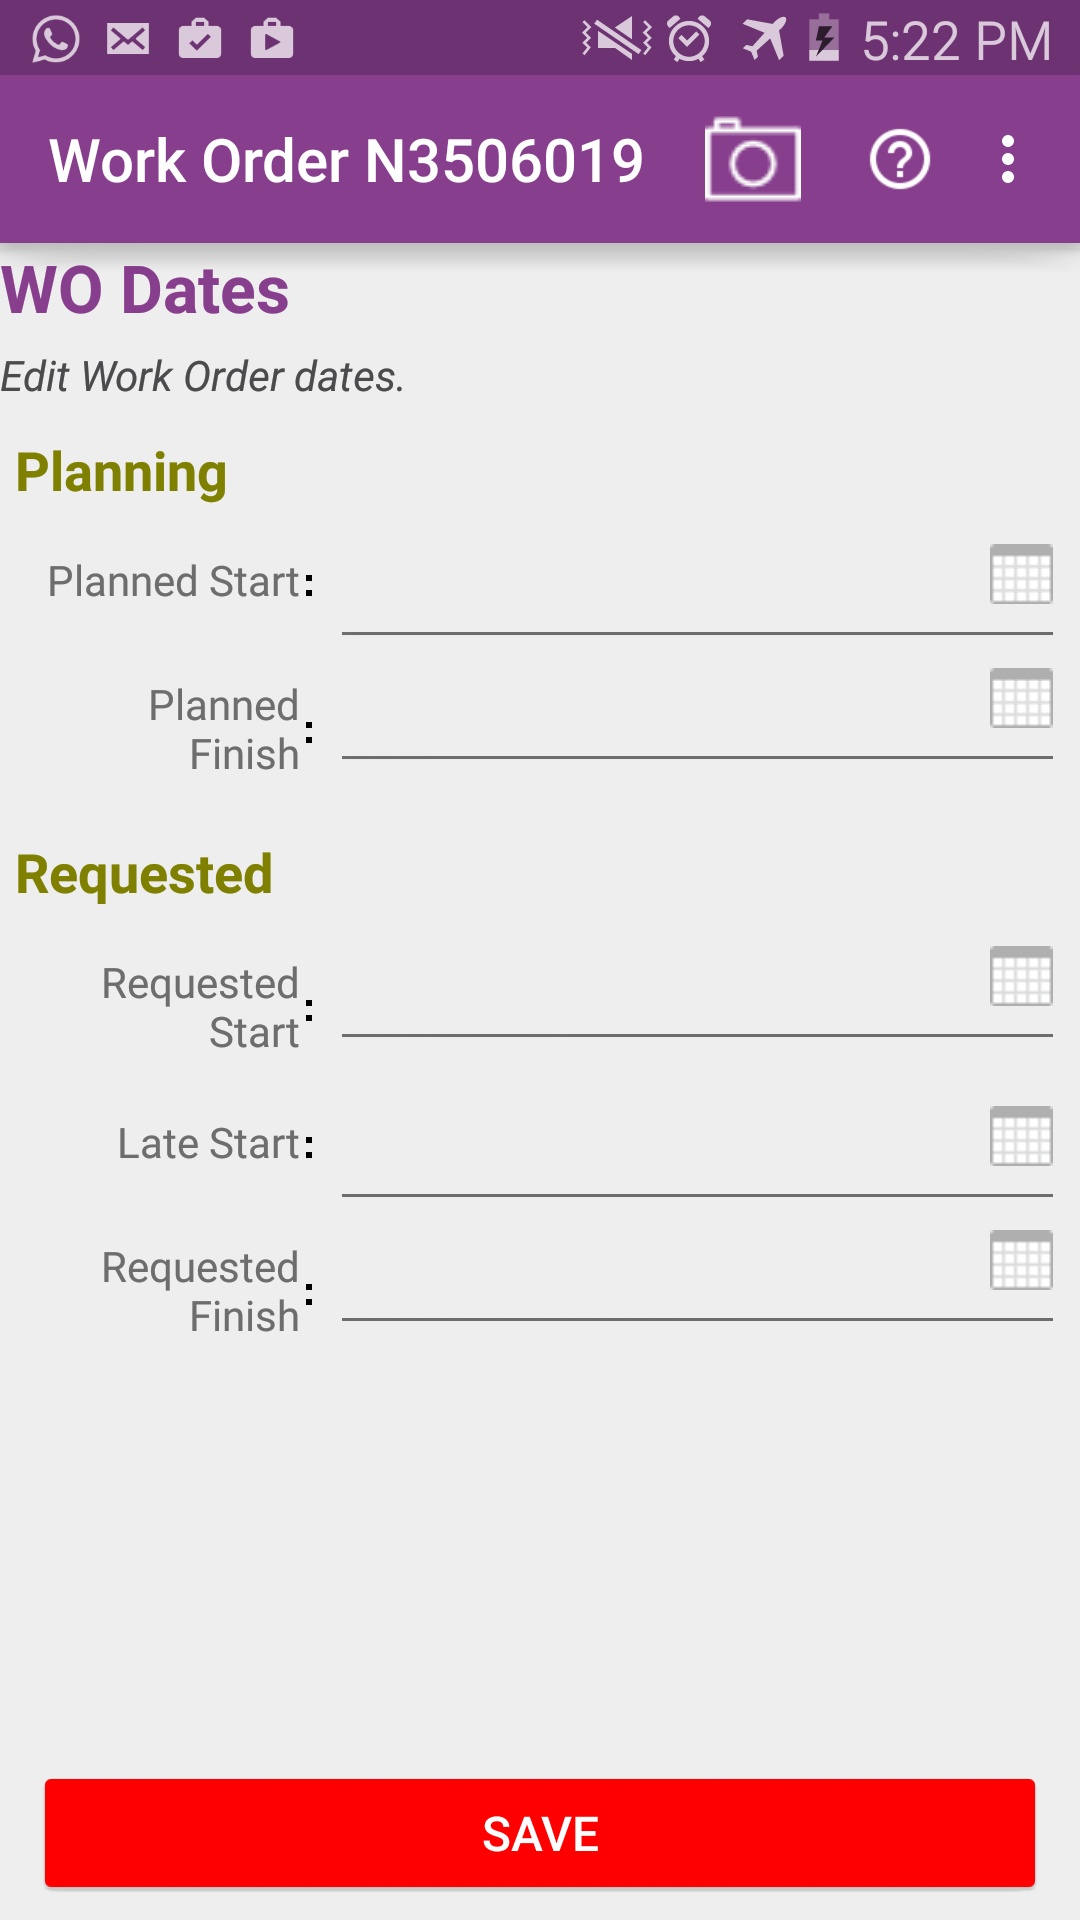 5:22 PM
Work Order N3506019
WO Dates
Edit Work Order dates.
Planning
Planned Start:
Planned
Finish:
Requested
Requested
Start:
Late Start:
Requested
Finish:
SAVE